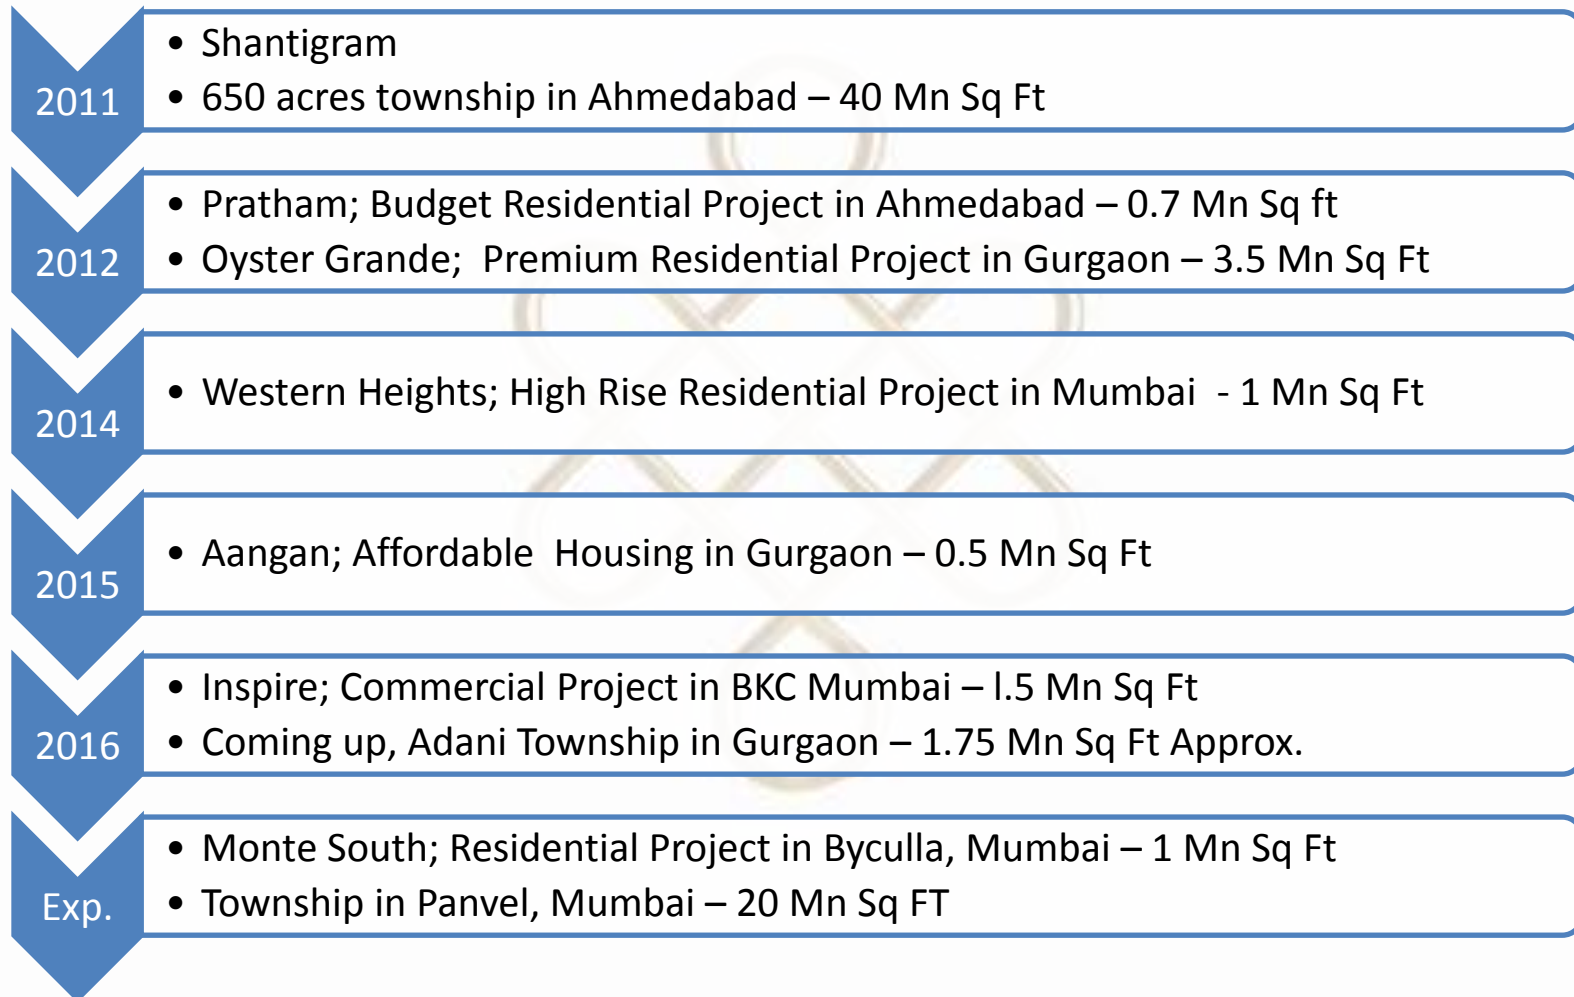 2011
• Shantigram
• 650 acres township in Ahmedabad – 40 Mn Sq Ft
2012
• Pratham; Budget Residential Project in Ahmedabad – 0.7 Mn Sq ft
• Oyster Grande;  Premium Residential Project in Gurgaon – 3.5 Mn Sq Ft
2014
• Western Heights; High Rise Residential Project in Mumbai  - 1 Mn Sq Ft
2015
• Aangan; Affordable  Housing in Gurgaon – 0.5 Mn Sq Ft
2016
• Inspire; Commercial Project in BKC Mumbai – l.5 Mn Sq Ft
• Coming up, Adani Township in Gurgaon – 1.75 Mn Sq Ft Approx.
Exp.
• Monte South; Residential Project in Byculla, Mumbai – 1 Mn Sq Ft
• Township in Panvel, Mumbai – 20 Mn Sq FT